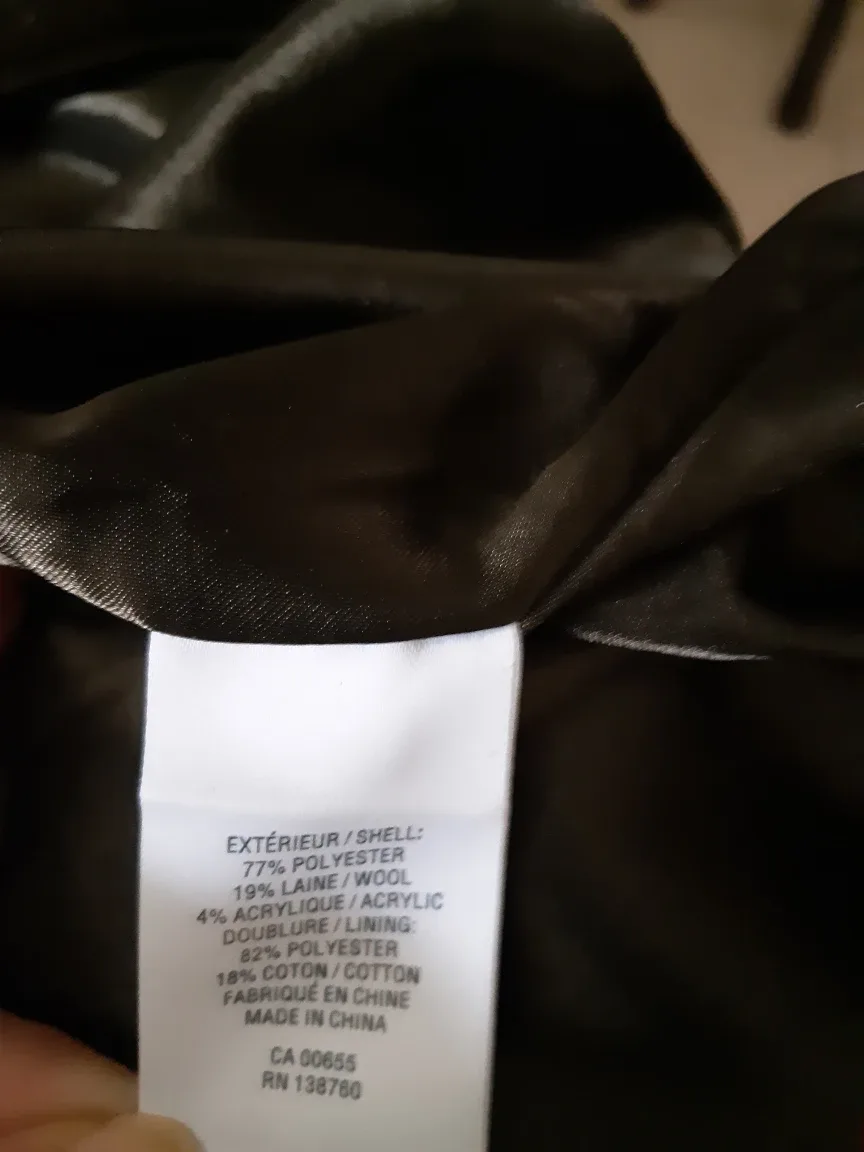 EXTÉRIEUR / SHELL:
77% POLYESTER
19% LAINE / WOOL
4% ACRYLIQUE / ACRYLIC
DOUBLURE / LINING:
82% POLYESTER
18% COTON / COTTON
FABRIQUÉ EN CHINE
MADE IN CHINA
CA 00655
RN 138760